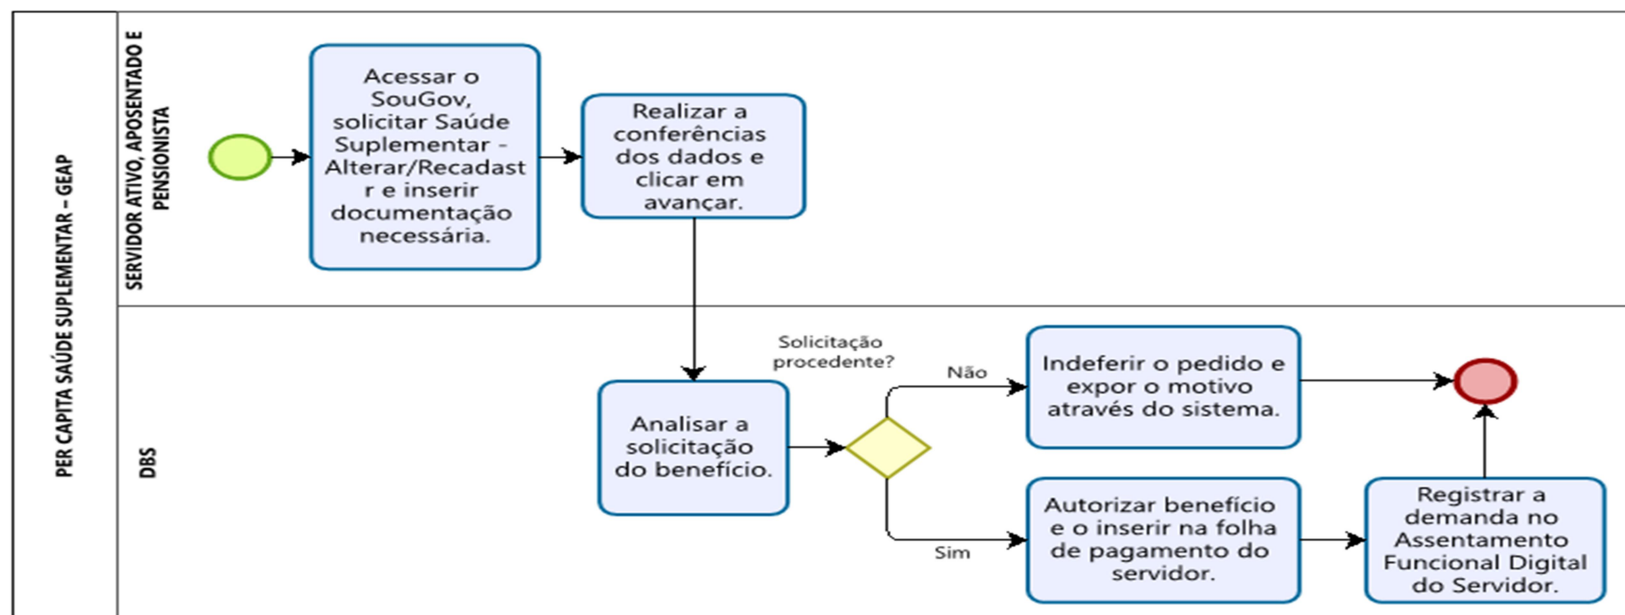 PER CAPITA SAÚDE SUPLEMENTAR – GEAP
SERVIDOR ATIVO, APOSENTADO E
PENSIONISTA
Acessar o
SouGov,
solicitar Saúde
Suplementar -
Alterar/Recadast
r e inserir
documentação
necessária.
Realizar a
conferências
dos dados e
clicar em
avançar.
DBS
Analisar a
solicitação
do benefício.
Solicitação
procedente?
Não
Indeferir o pedido e
expor o motivo
através do sistema.
Sim
Autorizar benefício
e o inserir na folha
de pagamento do
servidor.
Registrar a
demanda no
Assentamento
Funcional Digital
do Servidor.